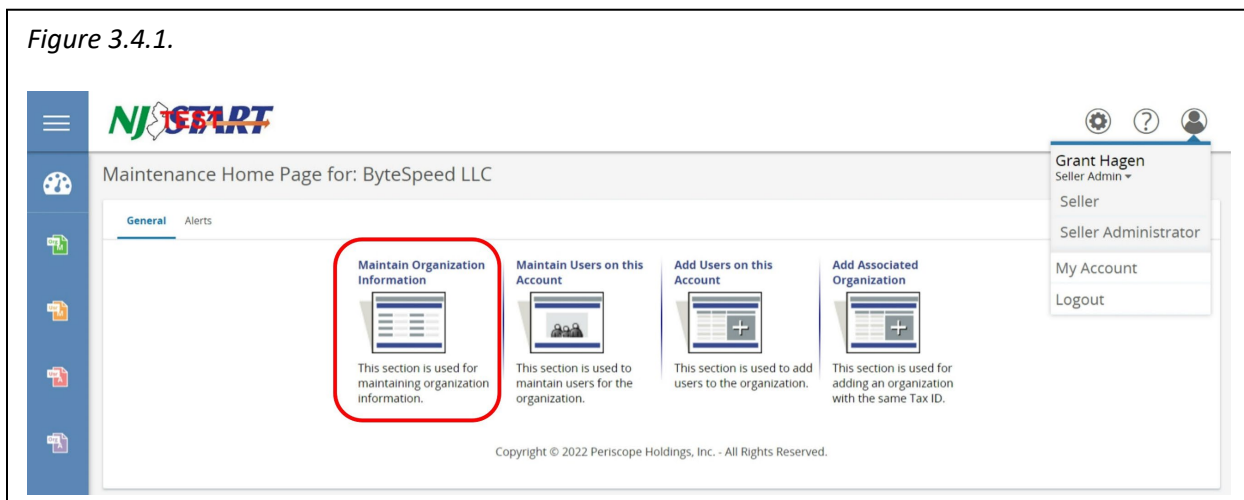 Figure 3.4.1.
NJSTART
TEST
Grant Hagen
Seller Admin
Seller
Seller Administrator
My Account
Logout
Maintenance Home Page for: ByteSpeed LLC
General Alerts
Maintain Organization
Information
This section is used for
maintaining organization
information.
Maintain Users on this
Account
This section is used to
maintain users for the
organization.
Add Users on this
Account
This section is used to add
users to the organization.
Add Associated
Organization
This section is used for
adding an organization
with the same Tax ID.
Copyright © 2022 Periscope Holdings, Inc. - All Rights Reserved.